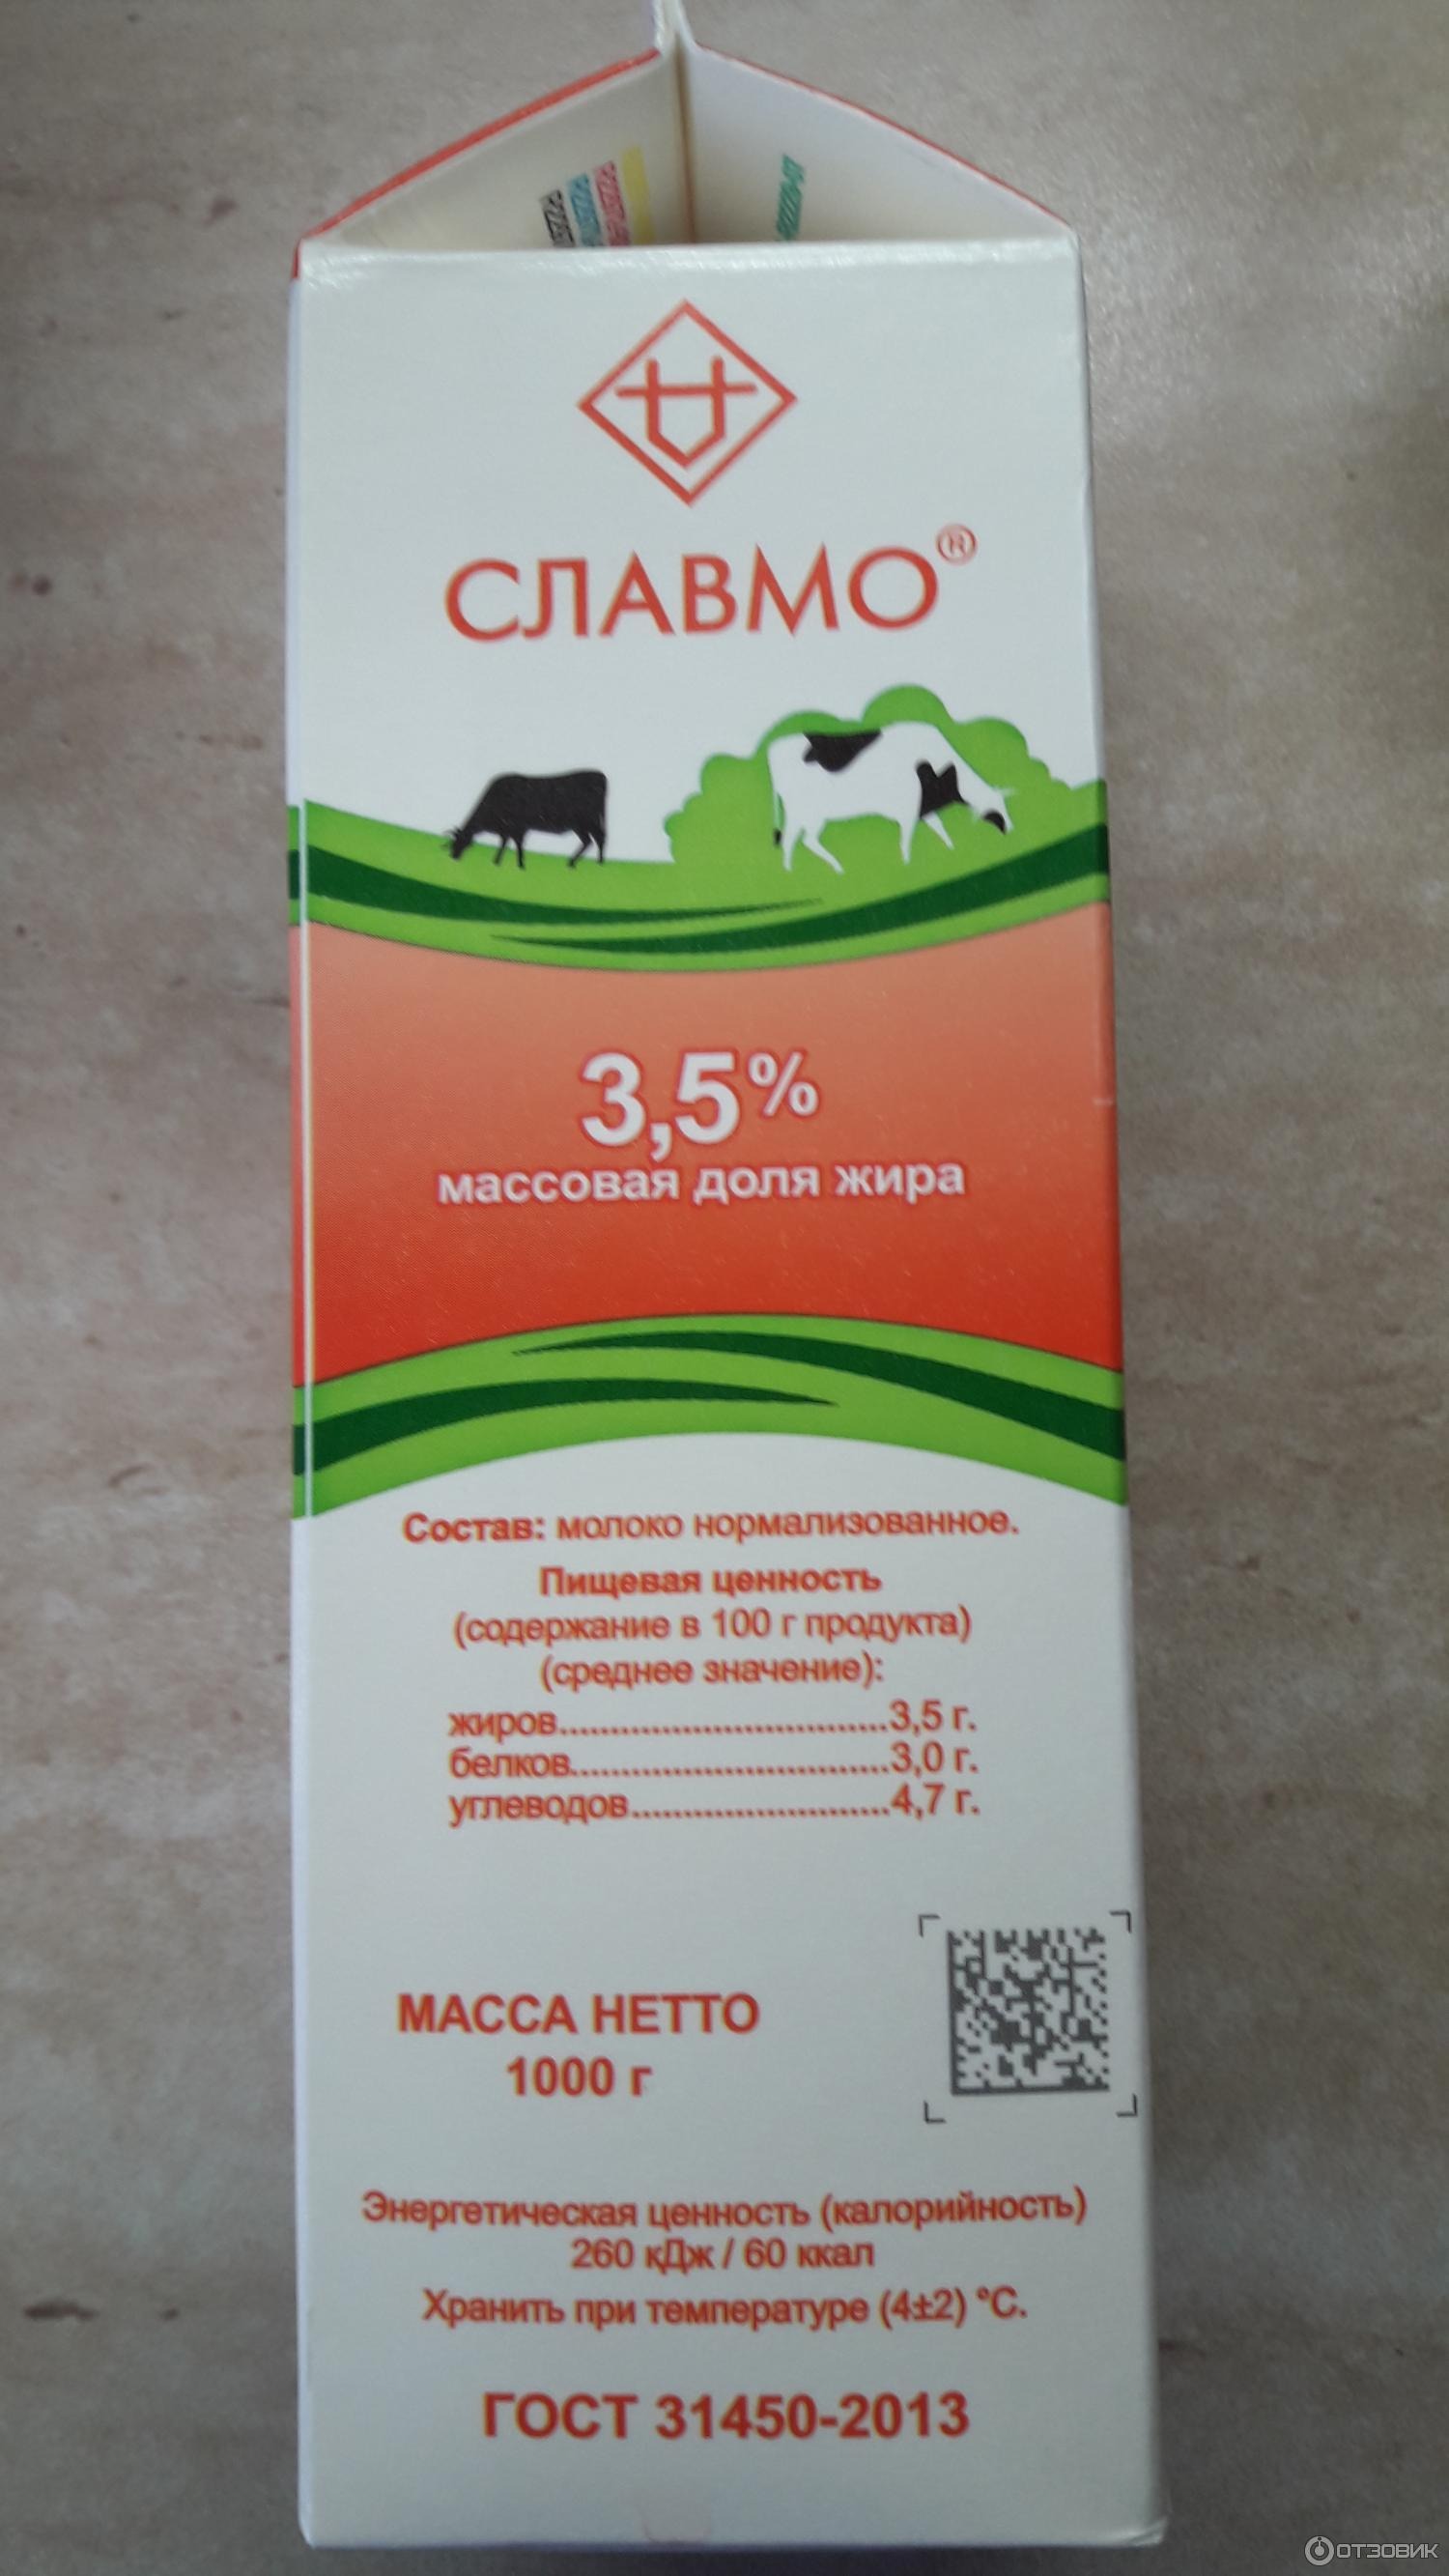 СЛАВМО®
3,5%
массовая доля жира
Состав: молоко нормализованное.
Пищевая ценность
(содержание в 100 г продукта)
(среднее значение):
жиров................................3,5 г.
белков...............................3,0 г.
углеводов.........................4,7 г.
МАССА НЕТТО
1000 г
Энергетическая ценность (калорийность)
260 кДж / 60 ккал
Хранить при температуре (4±2) °С.
ГОСТ 31450-2013
ОТЗОВИК